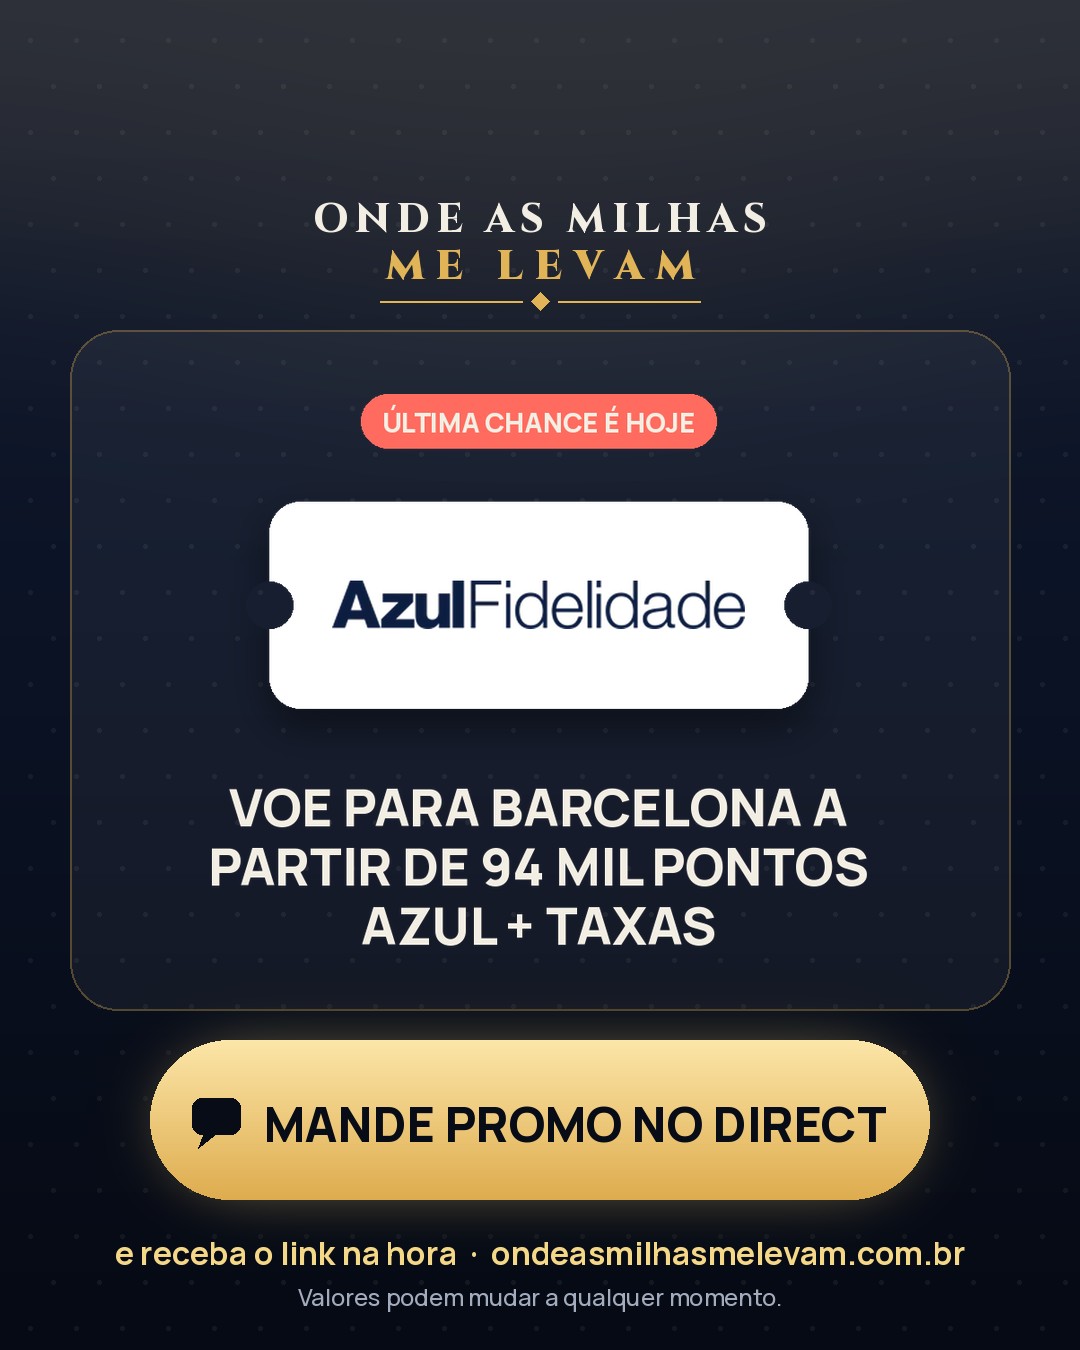 ONDE AS MILHAS
ME LEVAM
ÚLTIMA CHANCE É HOJE
AzulFidelidade
VOE PARA BARCELONA A
PARTIR DE 94 MIL PONTOS
AZUL + TAXAS
MANDE PROMO NO DIRECT
e receba o link na hora · ondeasmilhasmelevam.com.br
Valores podem mudar a qualquer momento.